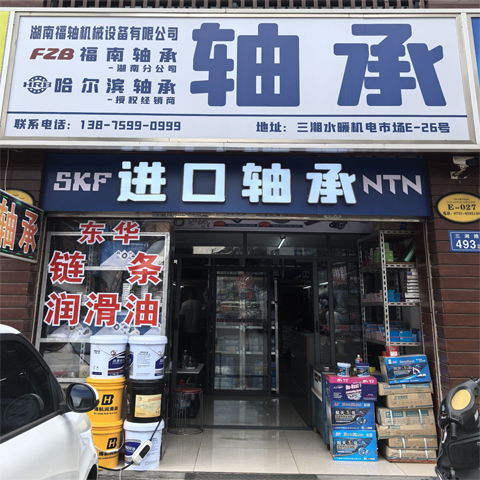 湖南福轴机械设备有限公司
FZB 福南轴承
-湖南分公司
HRB 哈尔滨轴承
-授权经销商
轴承
联系电话：138-7599-0999
地址：三湘水暖机电市场E-26号
SKF 进口轴承 NTN
E-027
493
轴承
东华
链条
润滑油